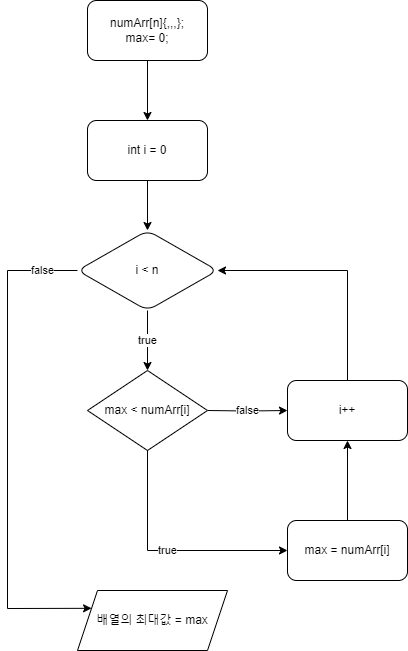 numArr[n]{,,,};
max= 0;
int i = 0
i < n
false
true
max < numArr[i]
false
i++
true
max = numArr[i]
배열의 최대값 = max